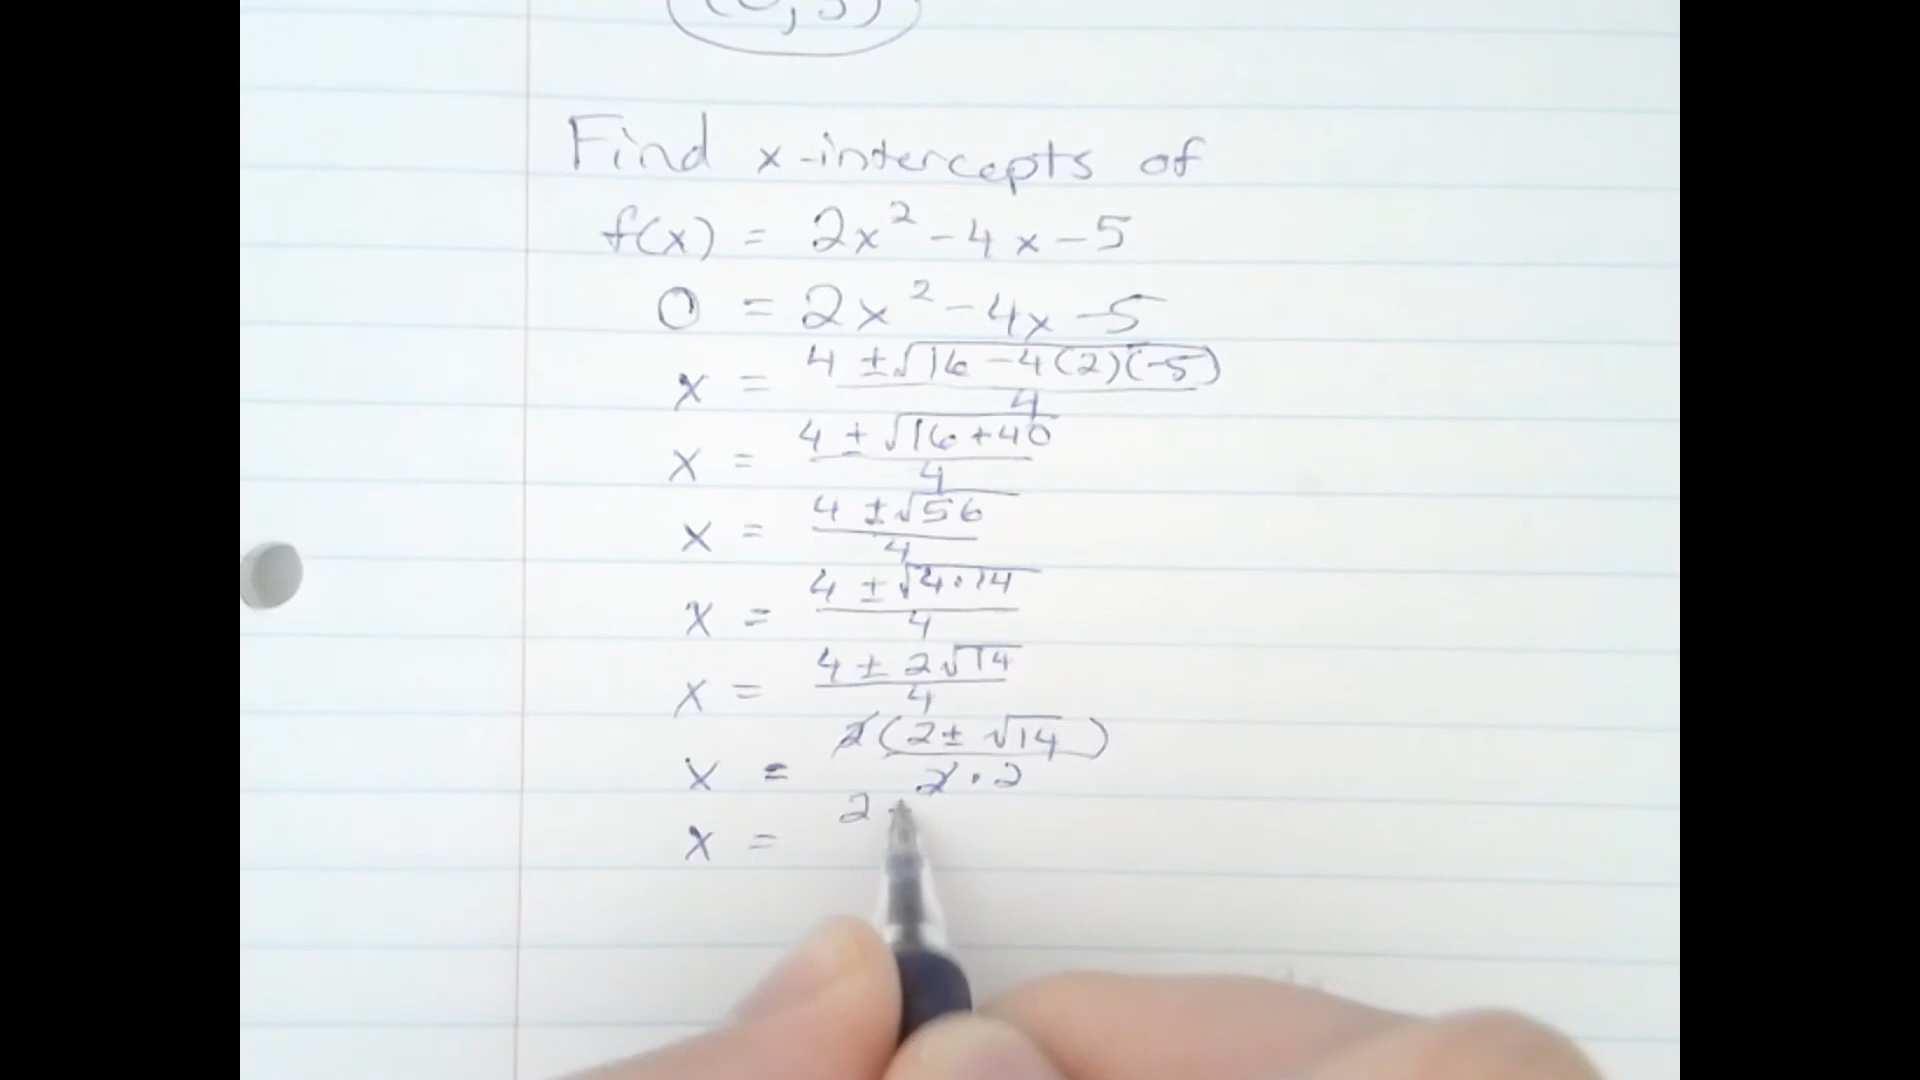 Find x-intercepts of
f(x) = 2x² - 4x - 5
0 = 2x² - 4x - 5
x = 4 ± √16 - 4(2)(-5) / 4
x = 4 ± √16 + 40 / 4
x = 4 ± √56 / 4
x = 4 ± √4·14 / 4
x = 4 ± 2√14 / 4
x = 2(2 ± √14) / 2·2
x = 2